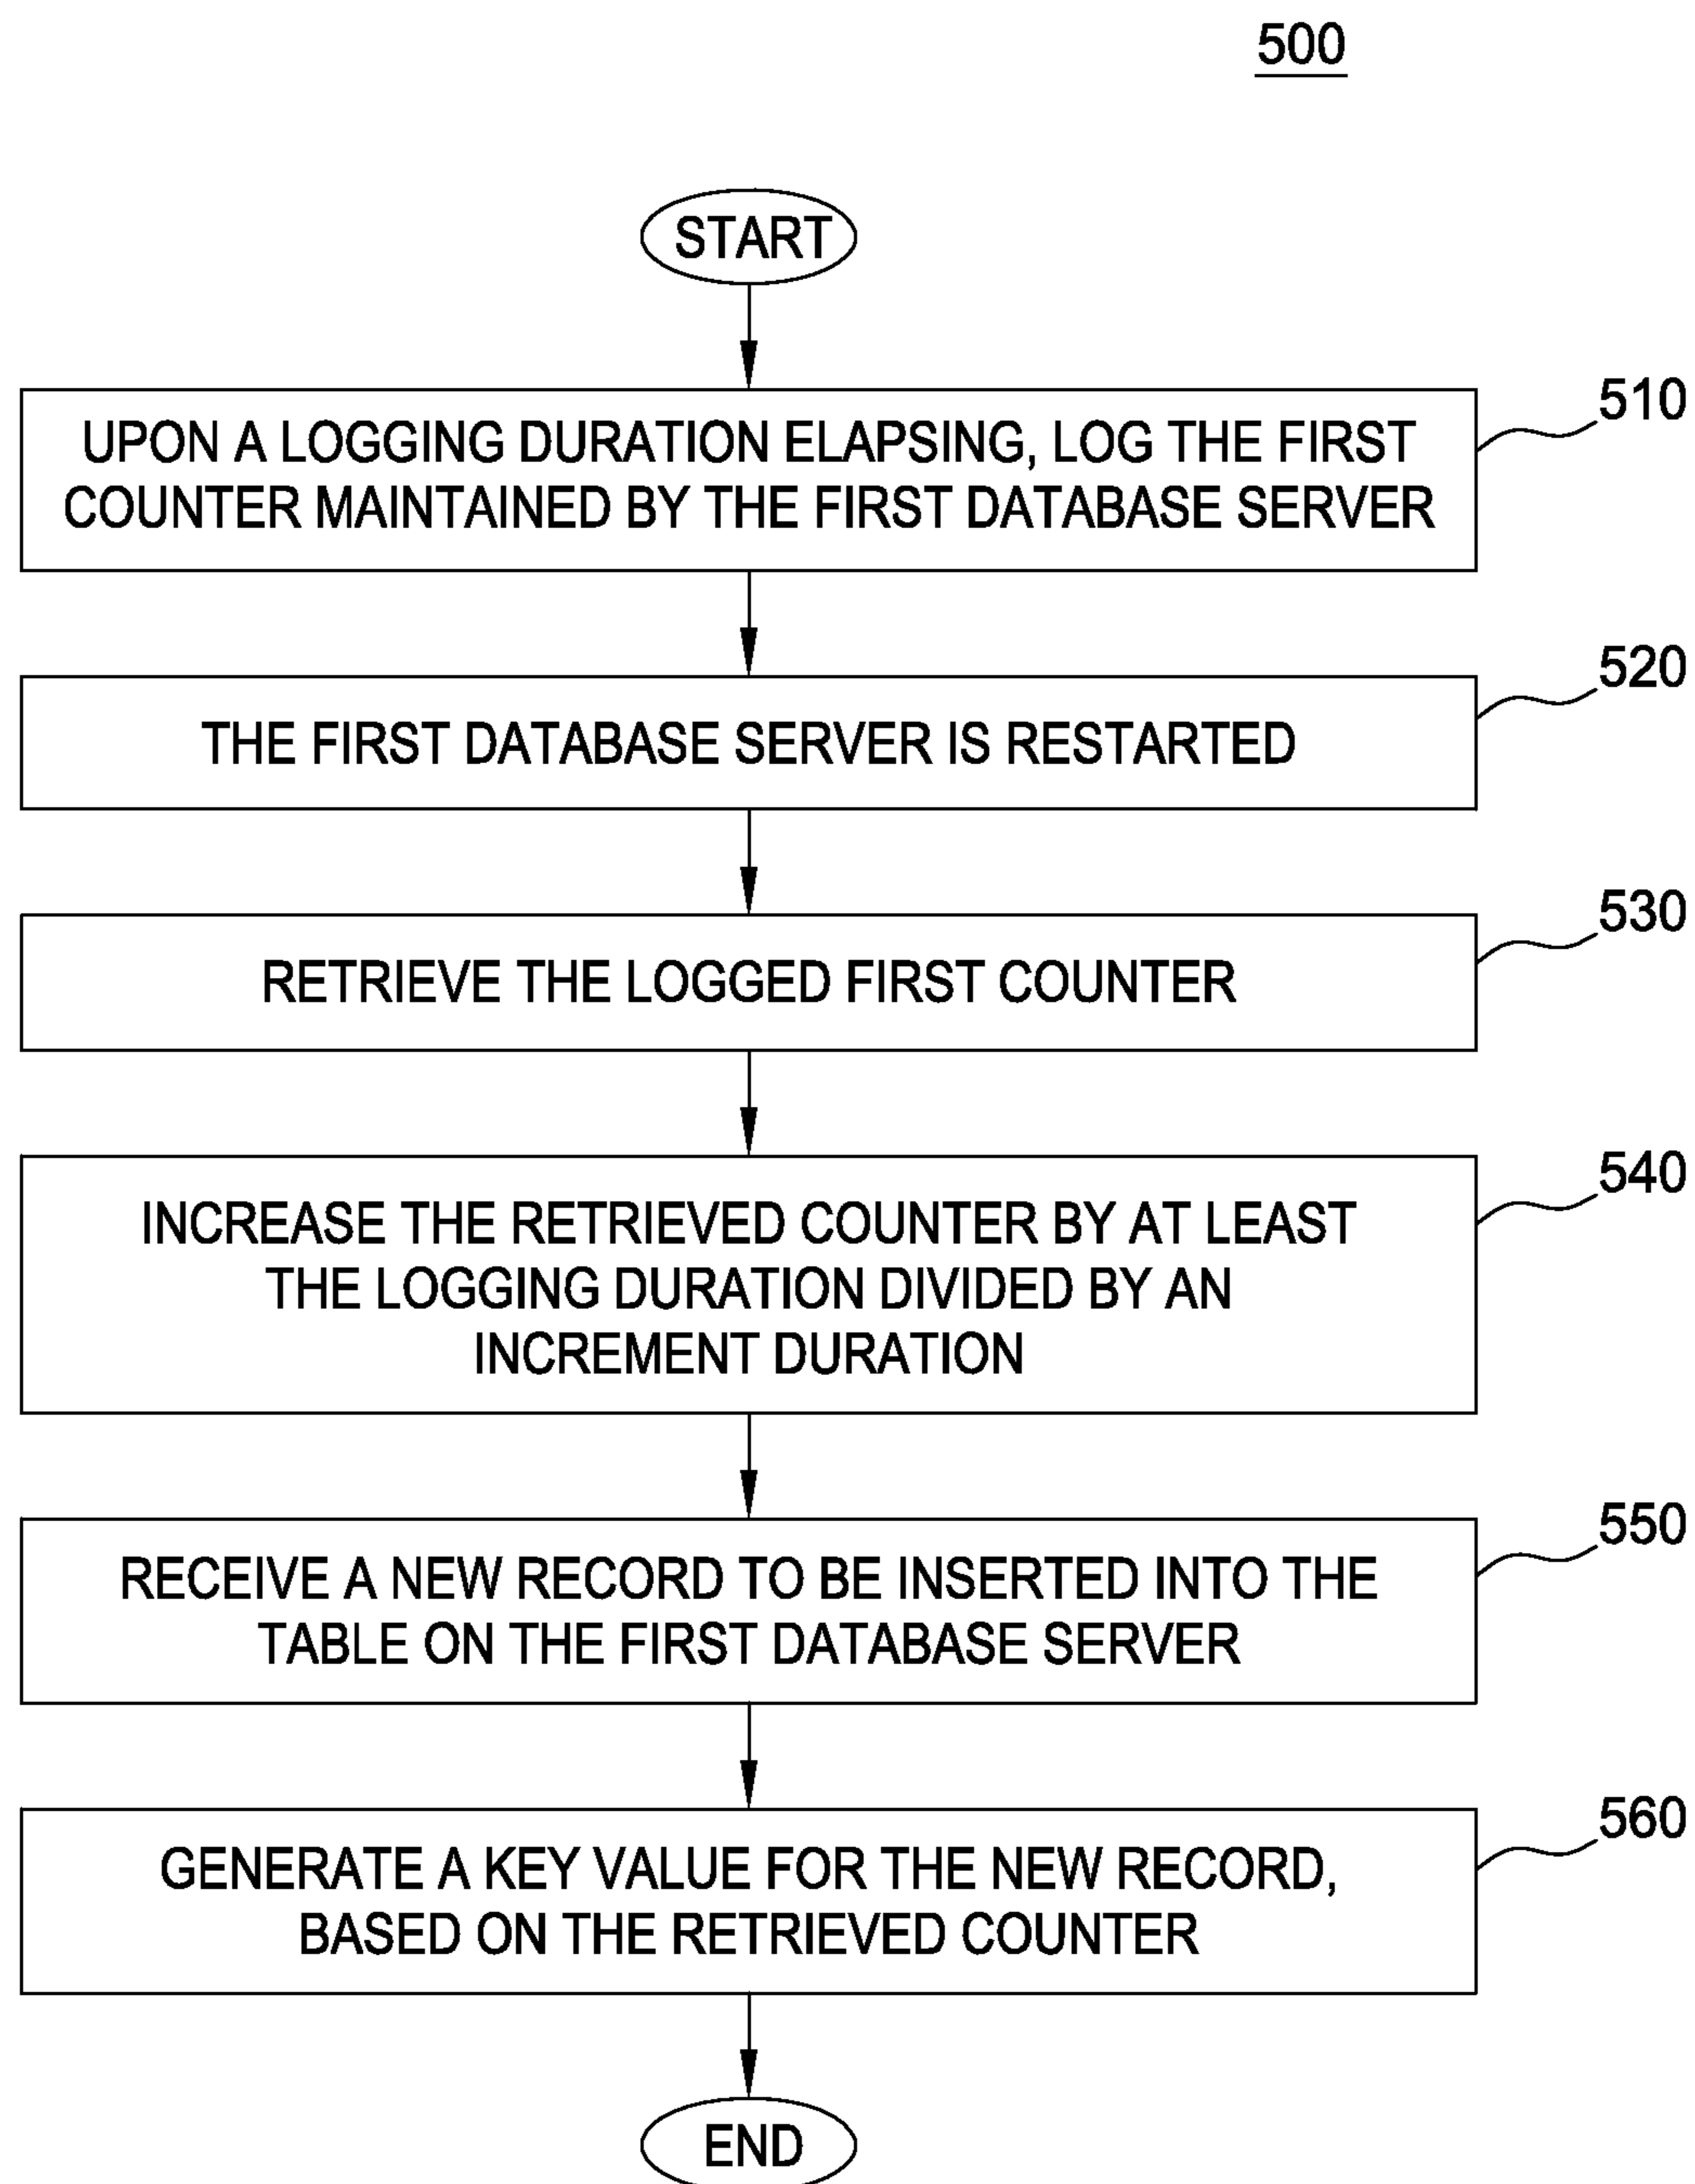 500
START
UPON A LOGGING DURATION ELAPSING, LOG THE FIRST
COUNTER MAINTAINED BY THE FIRST DATABASE SERVER
510
THE FIRST DATABASE SERVER IS RESTARTED
520
RETRIEVE THE LOGGED FIRST COUNTER
530
INCREASE THE RETRIEVED COUNTER BY AT LEAST
THE LOGGING DURATION DIVIDED BY AN
INCREMENT DURATION
540
RECEIVE A NEW RECORD TO BE INSERTED INTO THE
TABLE ON THE FIRST DATABASE SERVER
550
GENERATE A KEY VALUE FOR THE NEW RECORD,
BASED ON THE RETRIEVED COUNTER
560
END